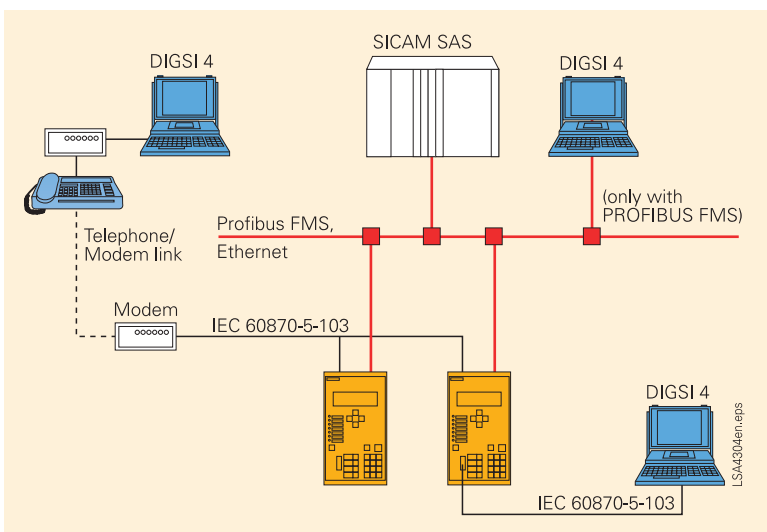 SICAM SAS
DIGSI 4
DIGSI 4
(only with
PROFIBUS FMS)
Telephone/
Modem link
Profibus FMS,
Ethernet
Modem
IEC 60870-5-103
DIGSI 4
IEC 60870-5-103
LSA4304en.eps